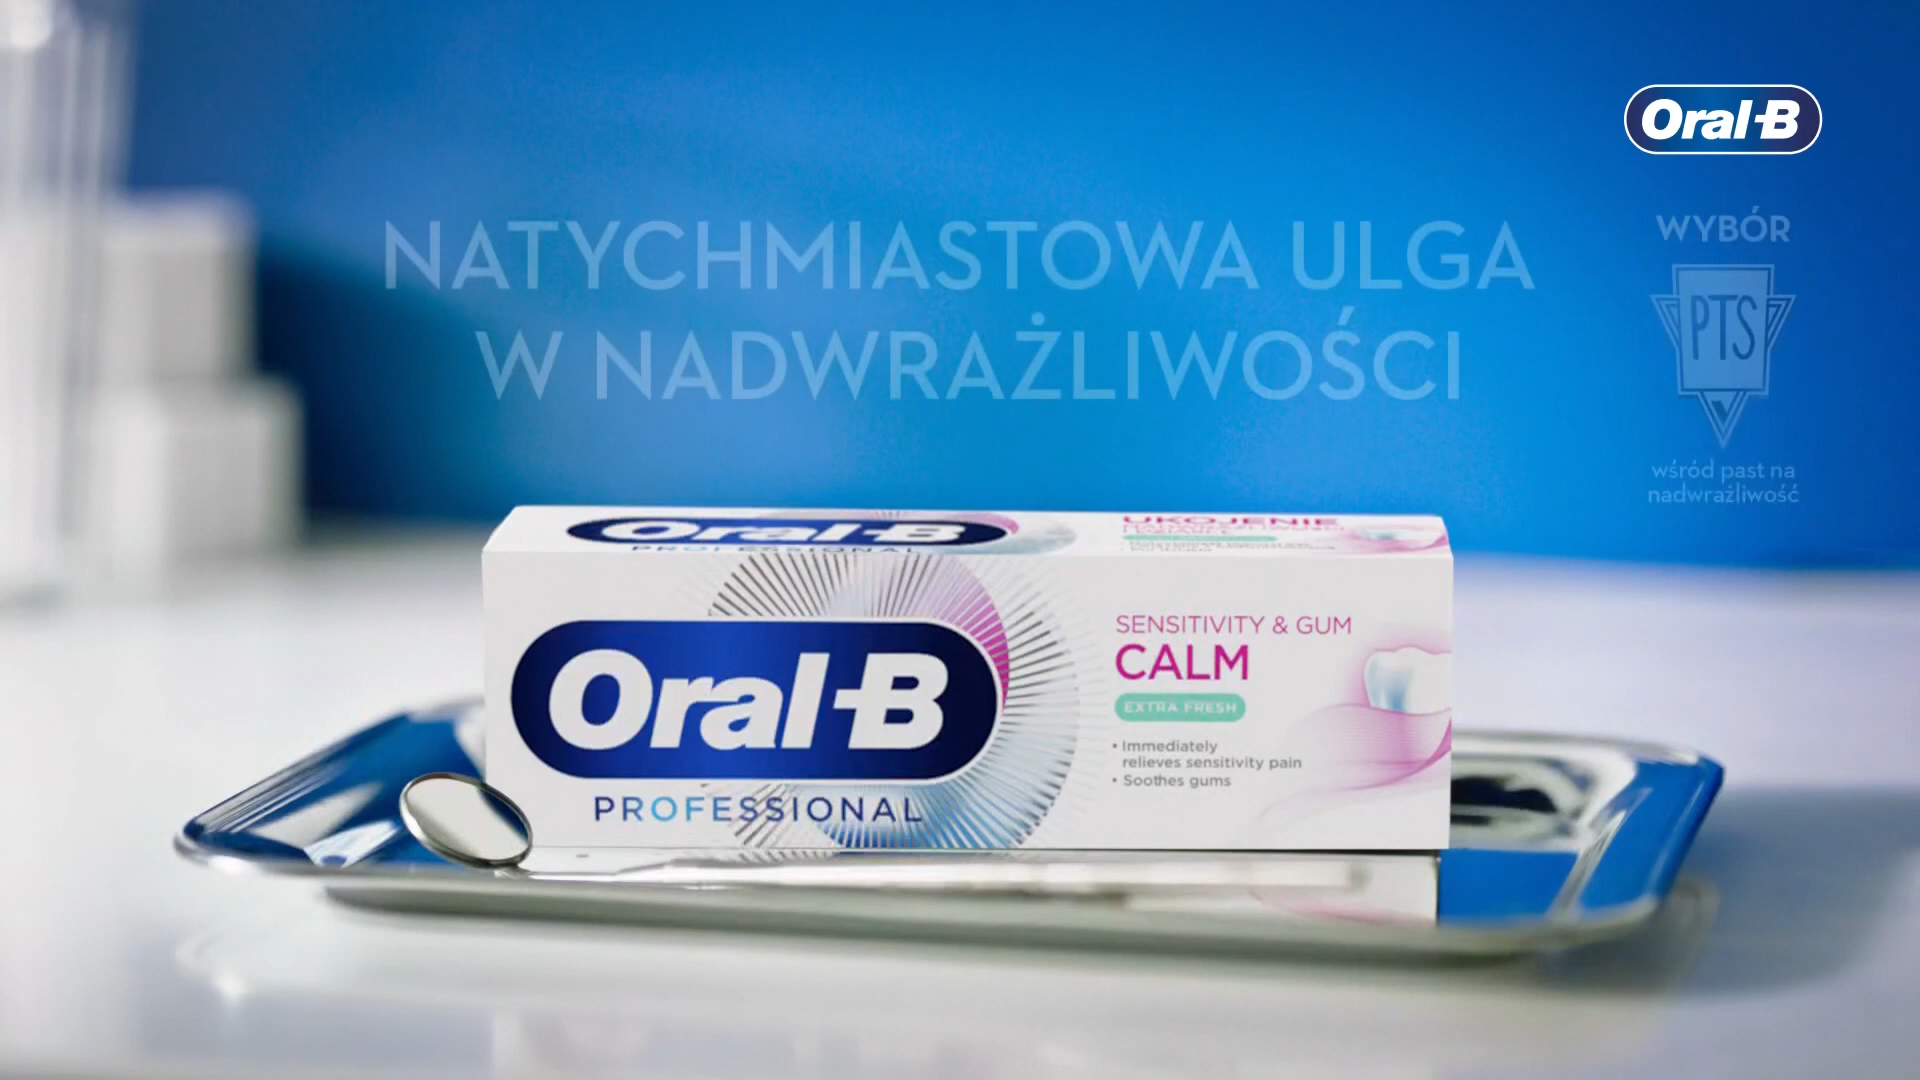 Oral-B
NATYCHMIASTOWA ULGA
W NADWRAŻLIWOŚCI
WYBÓR
PTS
wśród past na
nadwrażliwość
Oral-B
PROFESSIONAL
UKOJENIE
Oral-B
PROFESSIONAL
SENSITIVITY & GUM
CALM
EXTRA FRESH
• Immediately
relieves sensitivity pain
• Soothes gums